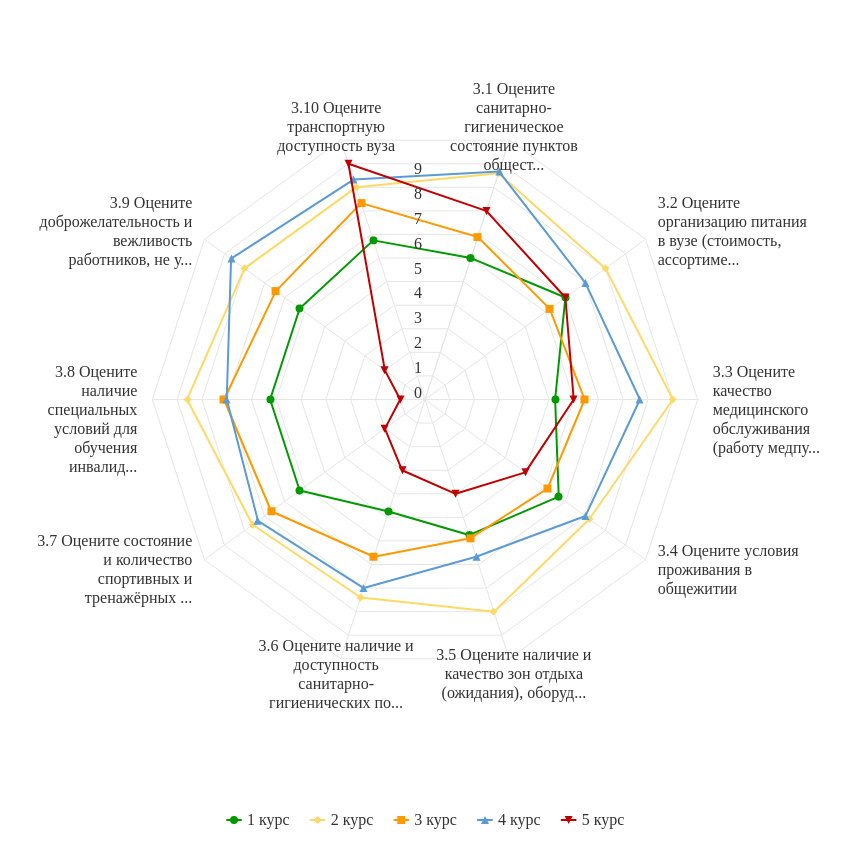 3.1 Оцените
санитарно-
гигиеническое
состояние пунктов
общест...
3.10 Оцените
транспортную
доступность вуза
9
8
7
6
5
4
3
2
1
0
3.2 Оцените
организацию питания
в вузе (стоимость,
ассортиме...
3.9 Оцените
доброжелательность и
вежливость
работников, не у...
3.3 Оцените
качество
медицинского
обслуживания
(работу медпу...
3.8 Оцените
наличие
специальных
условий для
обучения
инвалид...
3.4 Оцените условия
проживания в
общежитии
3.7 Оцените состояние
и количество
спортивных и
тренажёрных ...
3.5 Оцените наличие и
качество зон отдыха
(ожидания), оборуд...
3.6 Оцените наличие и
доступность
санитарно-
гигиенических по...
1 курс
2 курс
3 курс
4 курс
5 курс